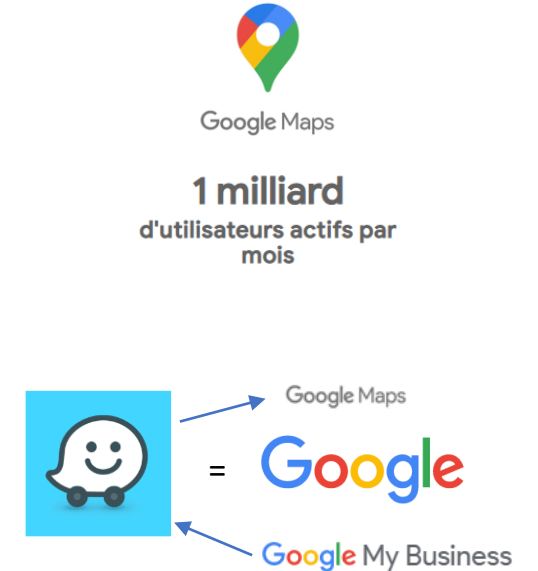 Google Maps
1 milliard
d'utilisateurs actifs par
mois
Google Maps
= Google
Google My Business